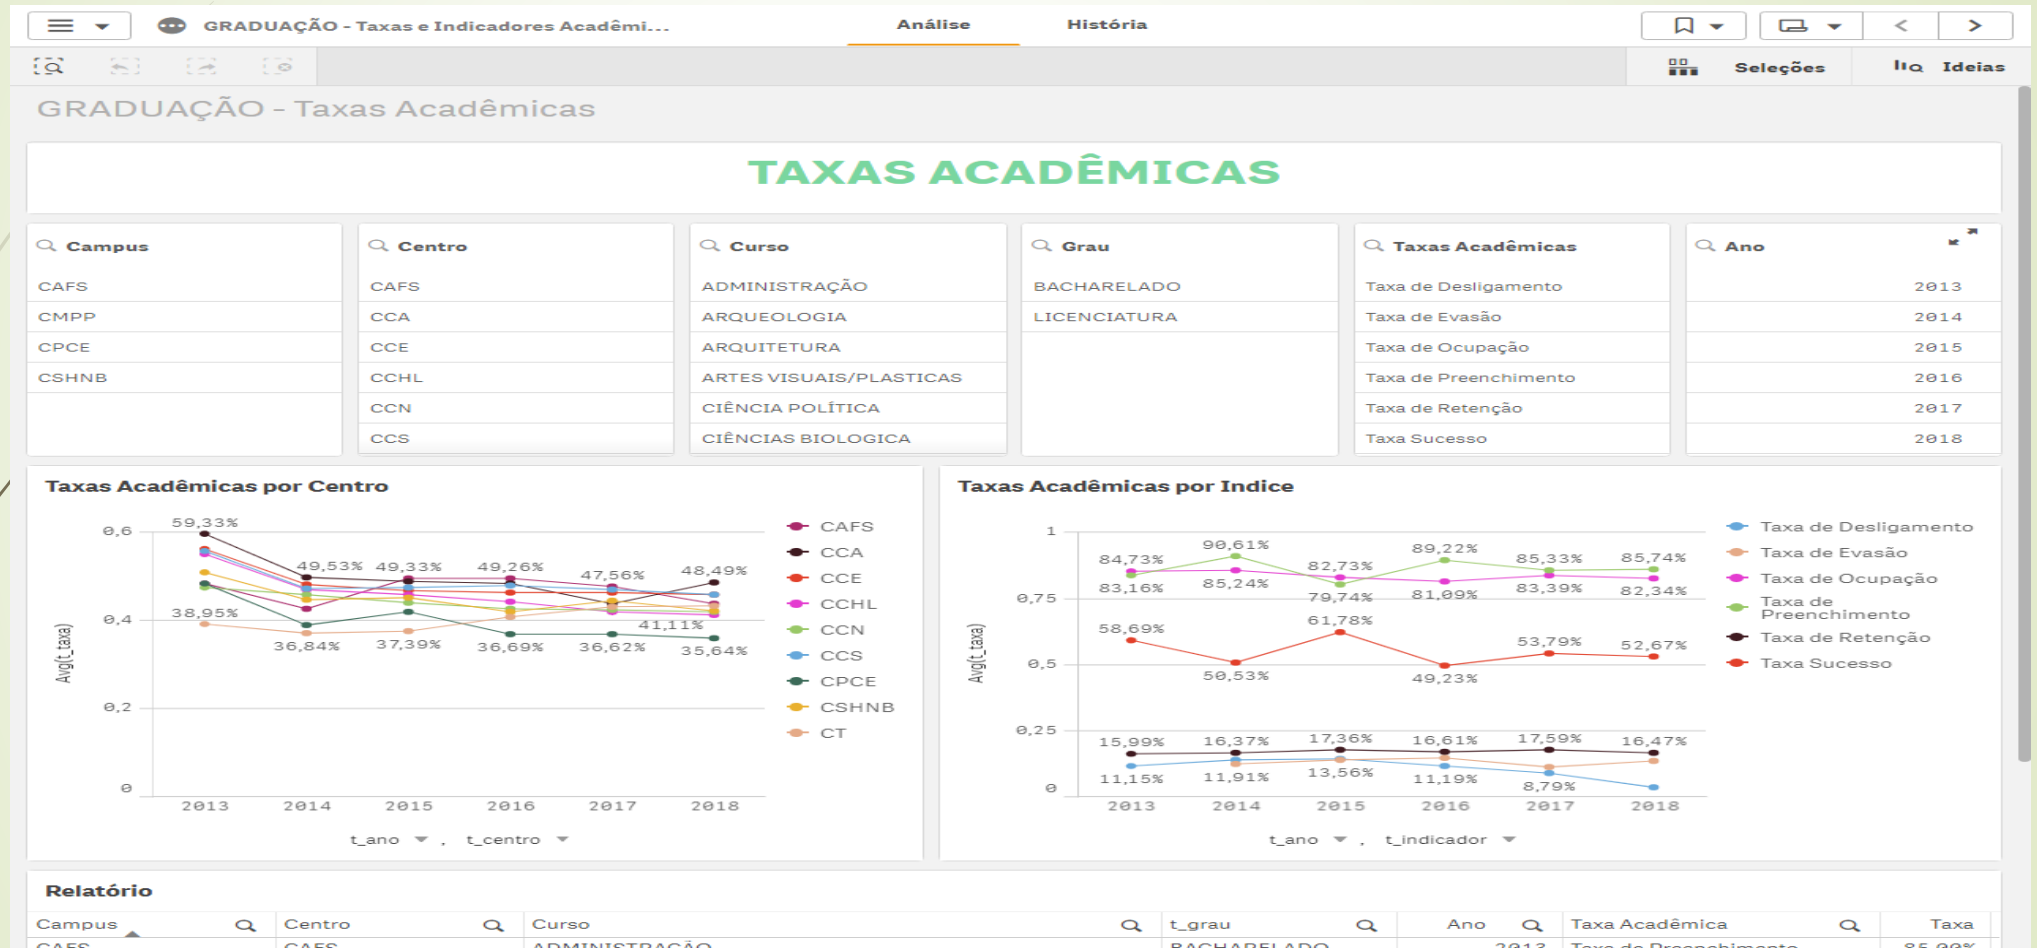 GRADUAÇÃO - Taxas e Indicadores Acadêmi...
Análise
História
Seleções
Ideias
GRADUAÇÃO - Taxas Acadêmicas
TAXAS ACADÊMICAS
Campus
CAFS
CMPP
CPCE
CSHNB
Centro
CAFS
CCA
CCE
CCHL
CCN
CCS
Curso
ADMINISTRAÇÃO
ARQUEOLOGIA
ARQUITETURA
ARTES VISUAIS/PLASTICAS
CIÊNCIA POLÍTICA
CIÊNCIAS BIOLOGICA
Grau
BACHARELADO
LICENCIATURA
Taxas Acadêmicas
Taxa de Desligamento
Taxa de Evasão
Taxa de Ocupação
Taxa de Preenchimento
Taxa de Retenção
Taxa Sucesso
Ano
2013
2014
2015
2016
2017
2018
Taxas Acadêmicas por Centro
Avg(t_taxa)
0,6
0,4
0,2
0
59,33%
49,53% 49,33% 49,26% 47,56% 48,49%
38,95%
36,84% 37,39% 36,69% 36,62% 41,11% 35,64%
2013 2014 2015 2016 2017 2018
t_ano , t_centro
CAFS
CCA
CCE
CCHL
CCN
CCS
CPCE
CSHNB
CT
Taxas Acadêmicas por Indice
Avg(t_taxa)
1
0,75
0,5
0,25
0
84,73% 90,61% 82,73% 89,22% 85,33% 85,74%
83,16% 85,24% 79,74% 81,09% 83,39% 82,34%
58,69% 50,53% 61,78% 49,23% 53,79% 52,67%
15,99% 16,37% 17,36% 16,61% 17,59% 16,47%
11,15% 11,91% 13,56% 11,19% 8,79%
2013 2014 2015 2016 2017 2018
t_ano , t_indicador
Taxa de Desligamento
Taxa de Evasão
Taxa de Ocupação
Taxa de
Preenchimento
Taxa de Retenção
Taxa Sucesso
Relatório
Campus Centro Curso t_grau Ano Taxa Acadêmica Taxa
CAFS CAFS ADMINISTRAÇÃO BACHARELADO 2013 Taxa de Preenchimento 85,00%